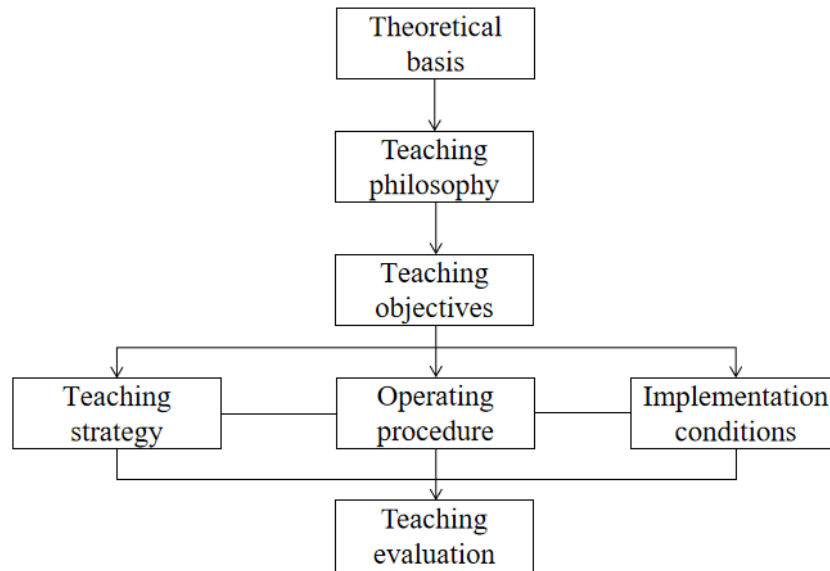 Theoretical
basis
Teaching
philosophy
Teaching
objectives
Teaching
strategy
Operating
procedure
Implementation
conditions
Teaching
evaluation